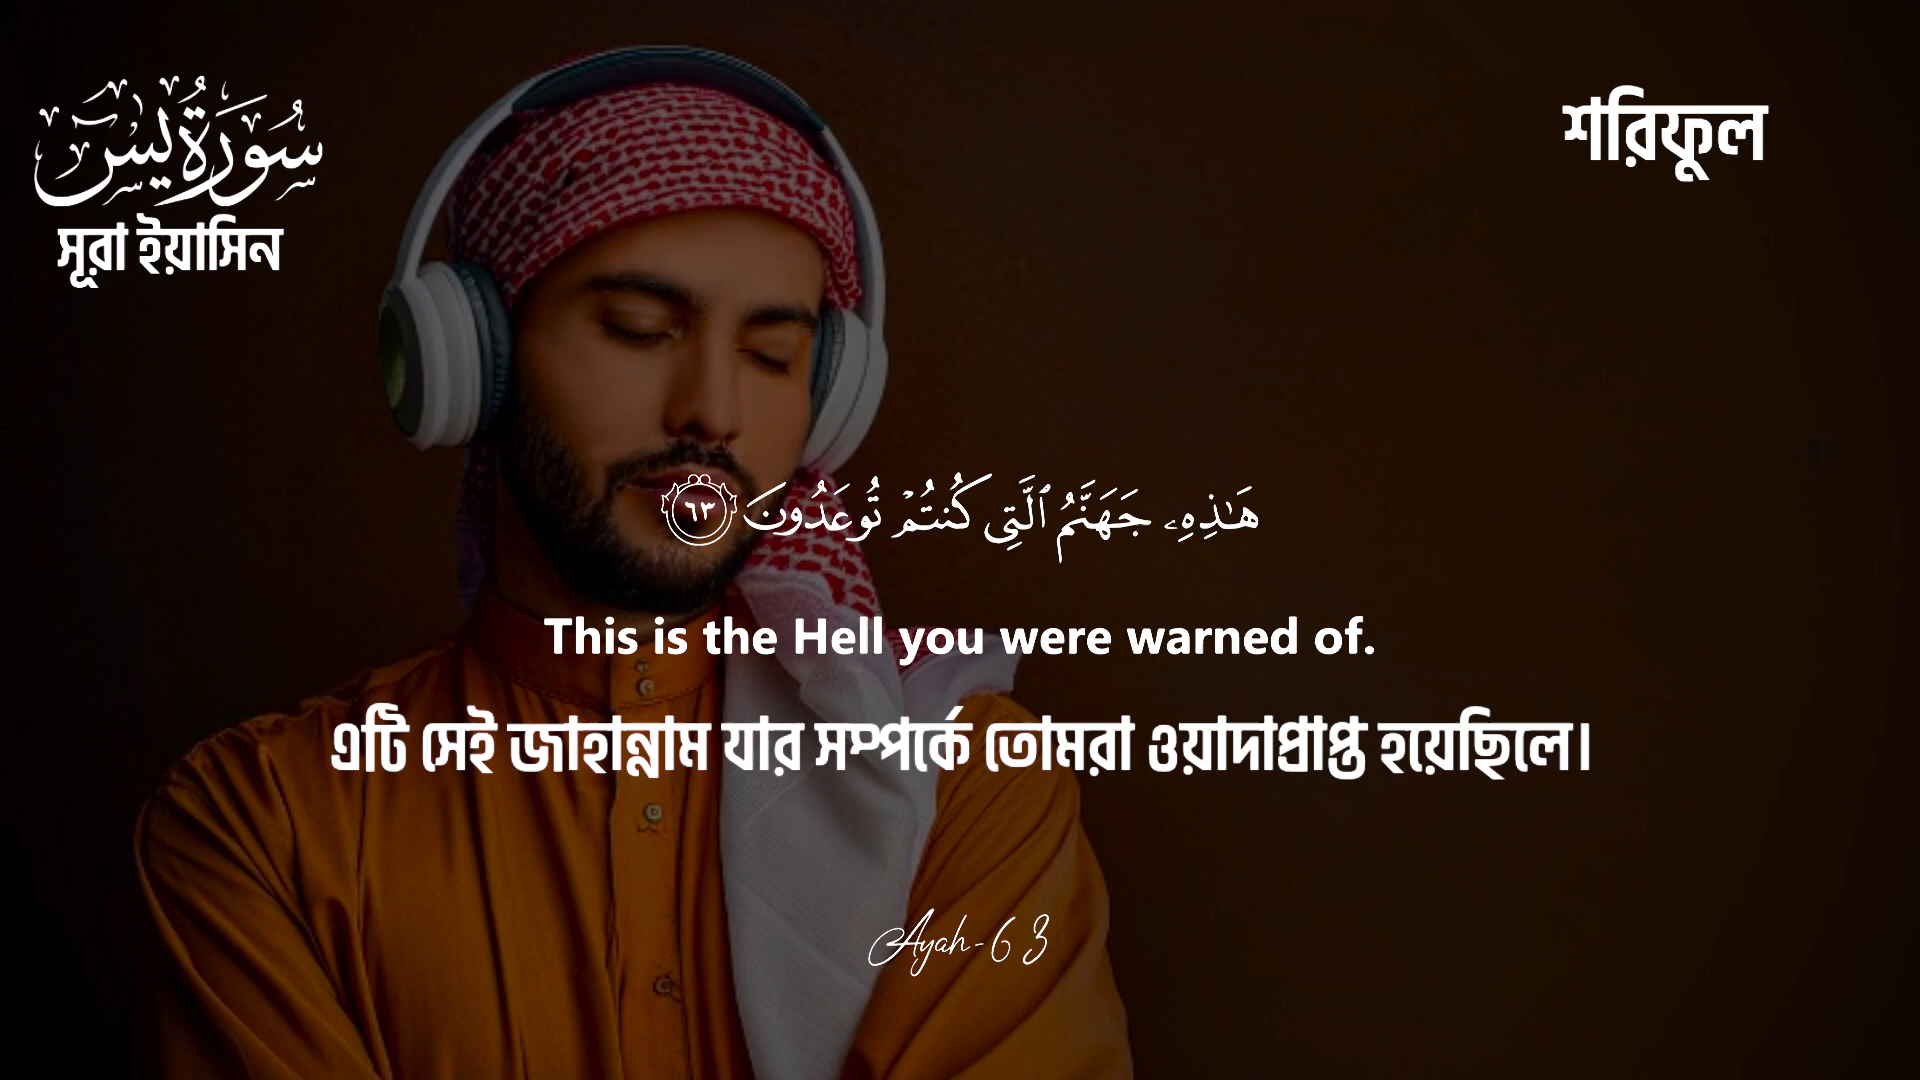 سُورَةُ يسٓ
সূরা ইয়াসিন
শরিফুল
هَـٰذِهِۦ جَهَنَّمُ ٱلَّتِى كُنتُمْ تُوعَدُونَ ٦٣
This is the Hell you were warned of.
এটি সেই জাহান্নাম যার সম্পর্কে তোমরা ওয়াদাপ্রাপ্ত হয়েছিলে।
Ayah-63